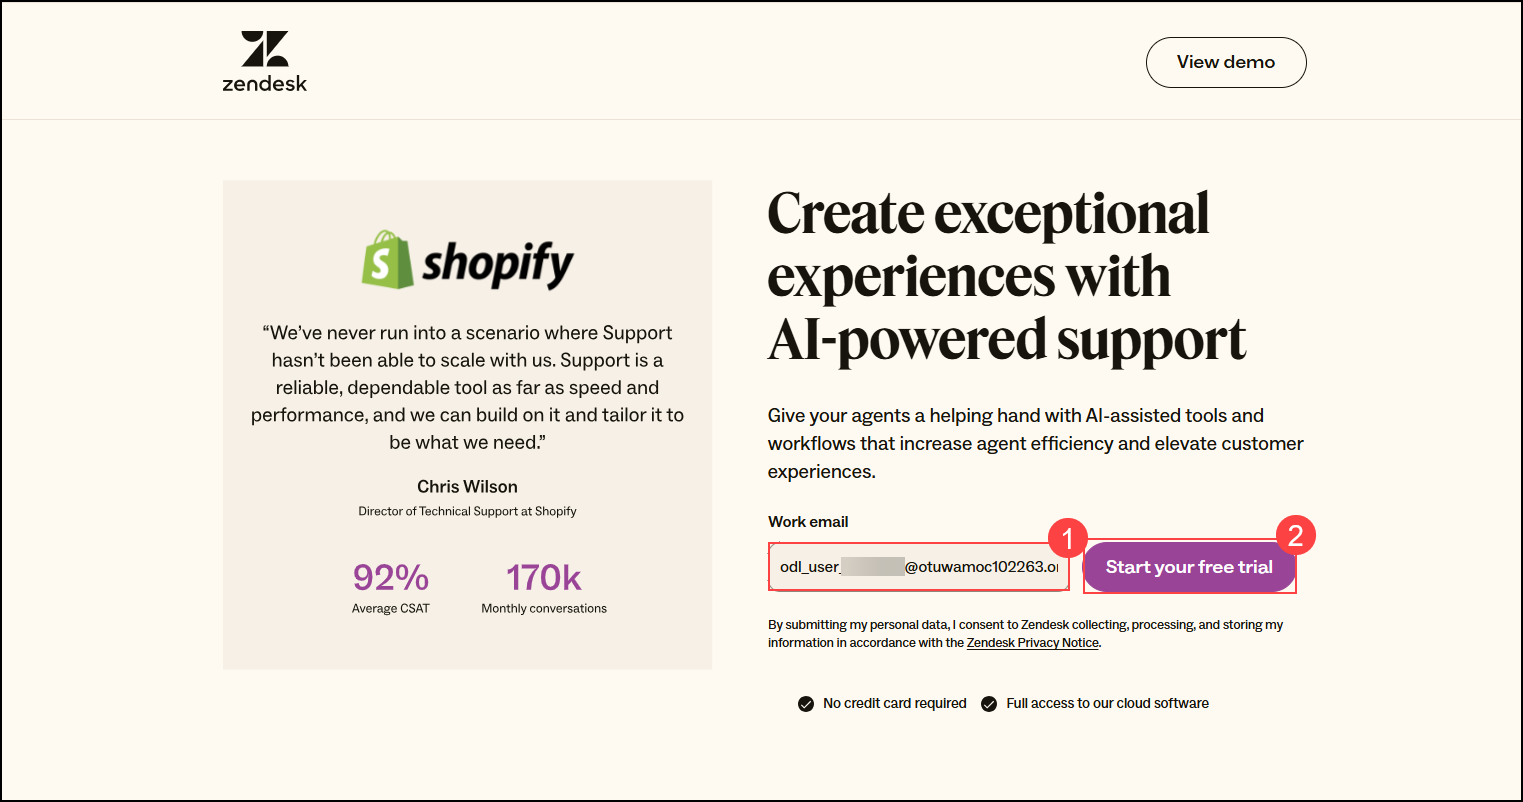 zendesk
View demo
shopify
“We’ve never run into a scenario where Support
hasn’t been able to scale with us. Support is a
reliable, dependable tool as far as speed and
performance, and we can build on it and tailor it to
be what we need.”
Chris Wilson
Director of Technical Support at Shopify
92%
Average CSAT
170k
Monthly conversations
Create exceptional
experiences with
AI-powered support
Give your agents a helping hand with AI-assisted tools and
workflows that increase agent efficiency and elevate customer
experiences.
Work email
1
2
odl_user_ @otuwamoc102263.o
Start your free trial
By submitting my personal data, I consent to Zendesk collecting, processing, and storing my
information in accordance with the Zendesk Privacy Notice.
No credit card required
Full access to our cloud software